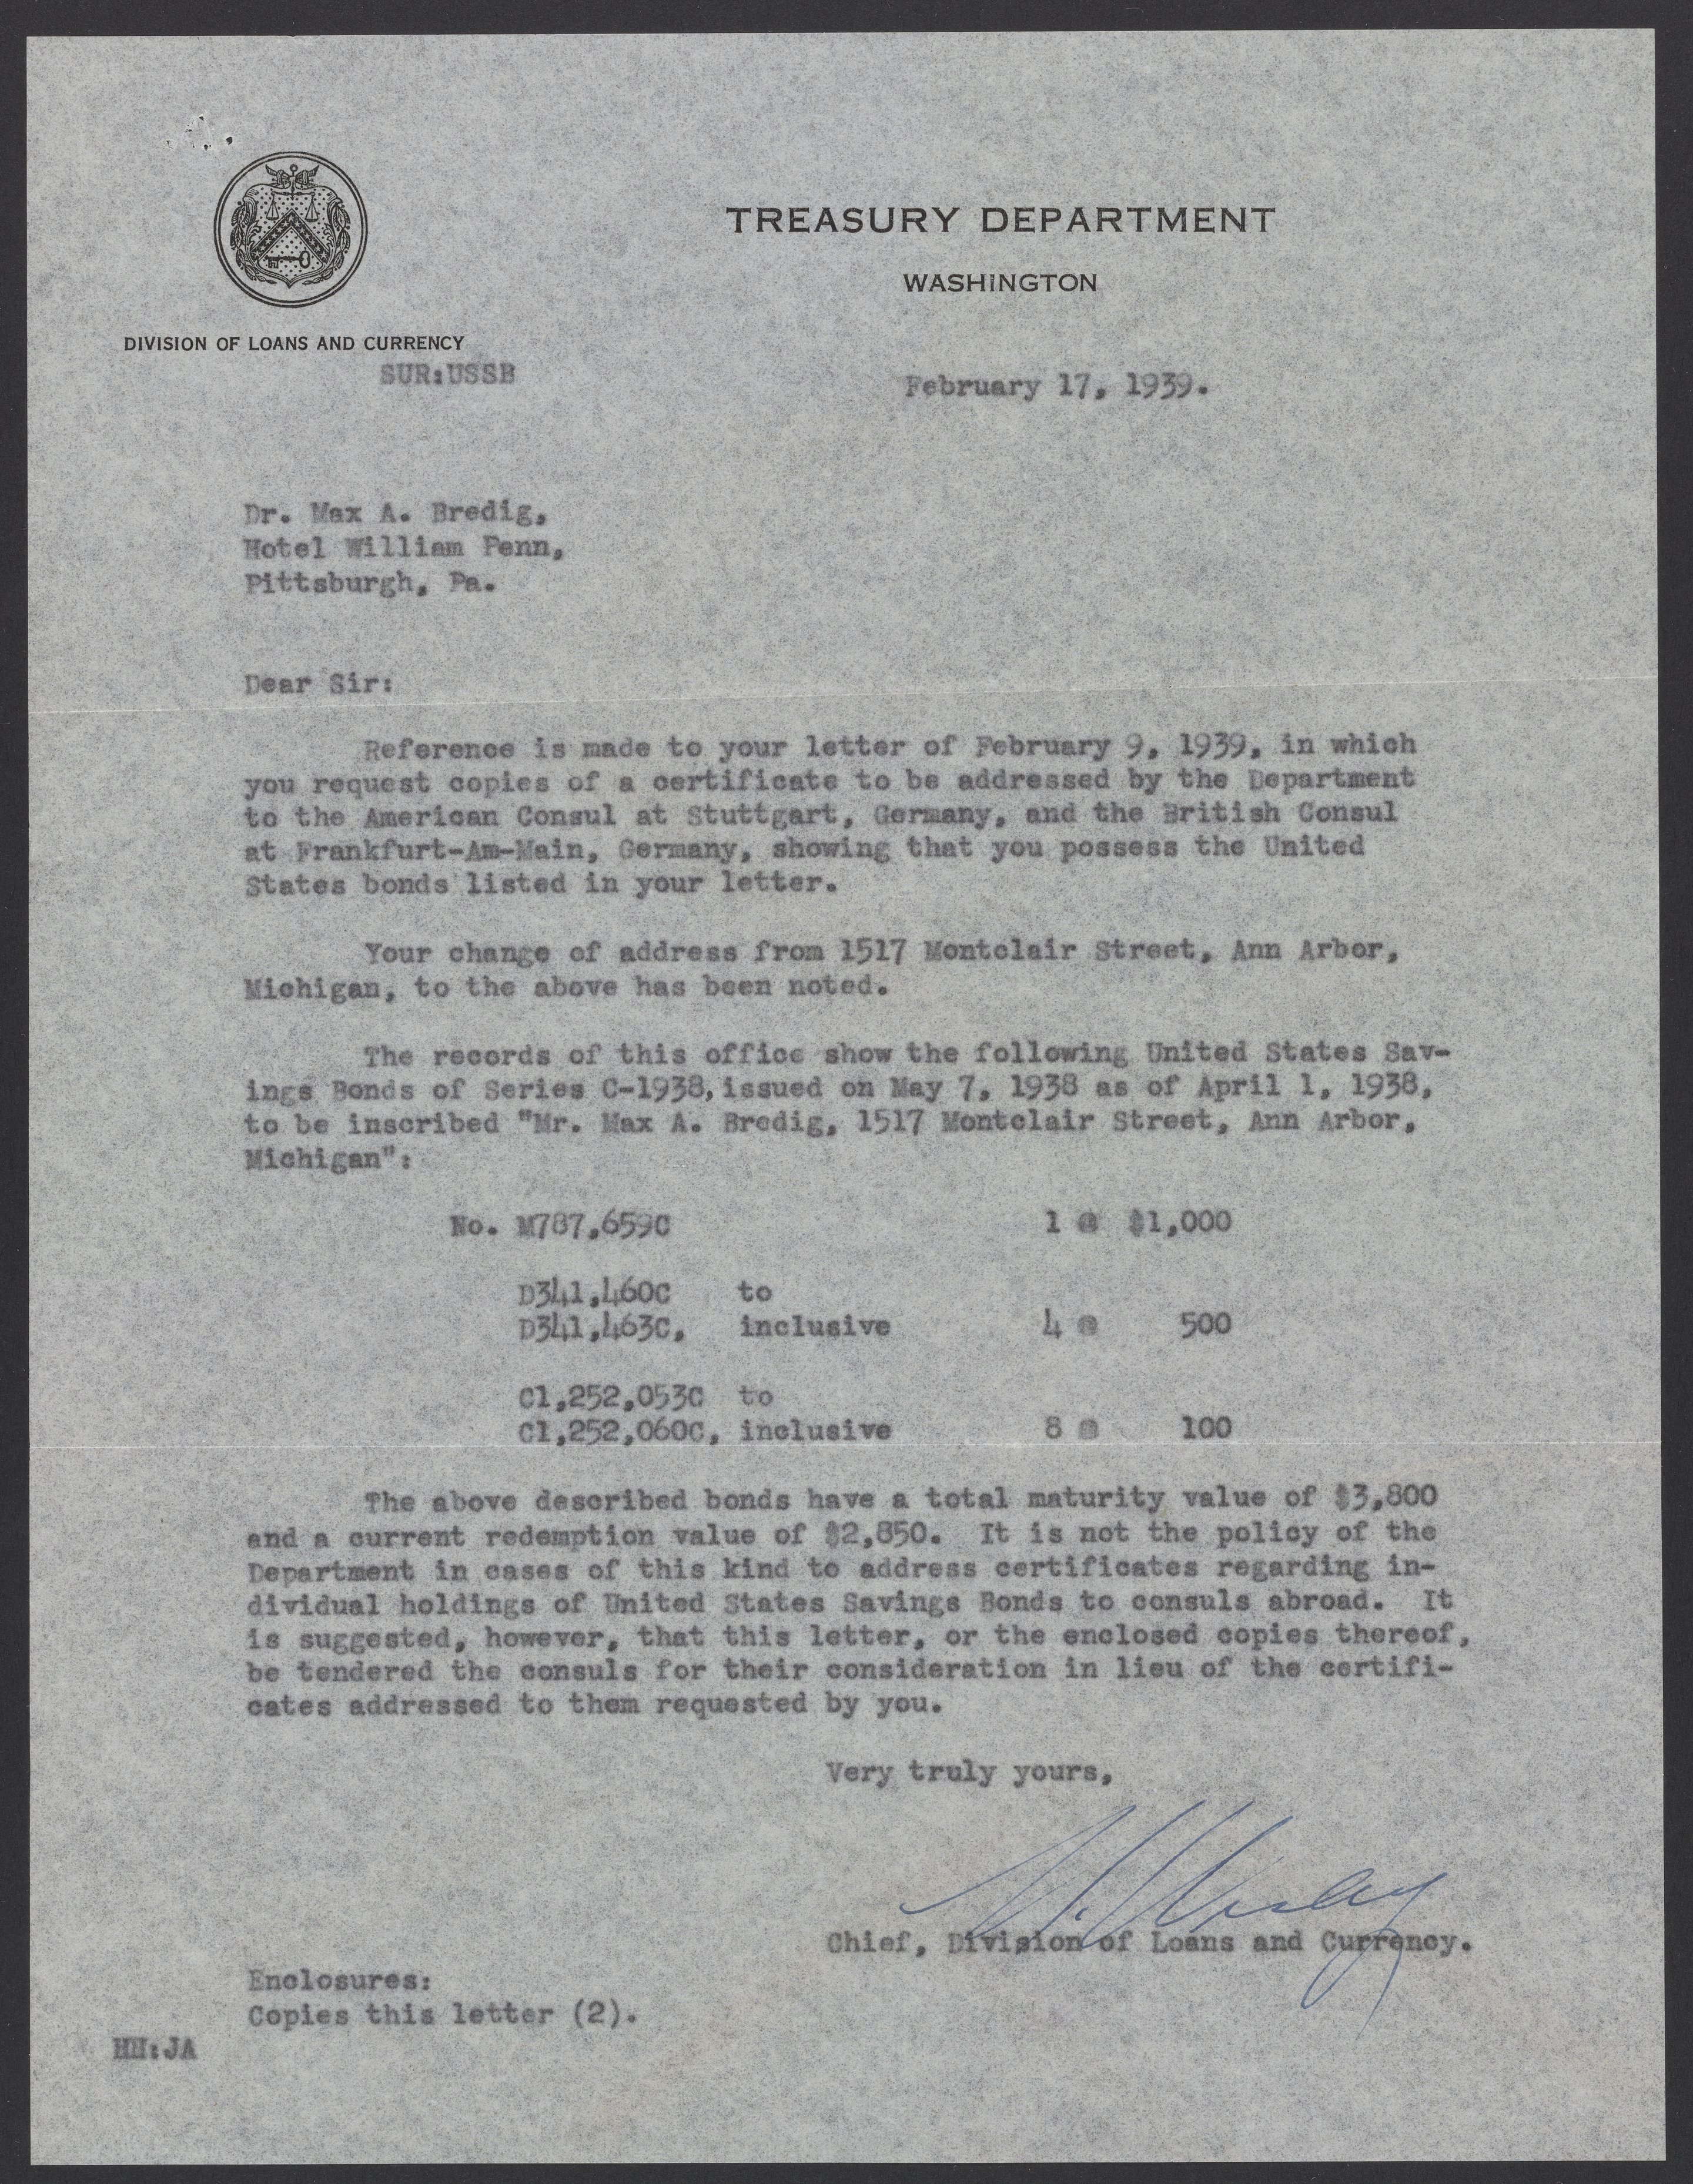 TREASURY DEPARTMENT
WASHINGTON
DIVISION OF LOANS AND CURRENCY
SUR:USSB
February 17, 1939.
Dr. Max A. Bredig,
Hotel William Penn,
Pittsburgh, Pa.
Dear Sir:
Reference is made to your letter of February 9, 1939, in which
you request copies of a certificate to be addressed by the Department
to the American Consul at Stuttgart, Germany, and the British Consul
at Frankfurt-Am-Main, Germany, showing that you possess the United
States bonds listed in your letter.
Your change of address from 1517 Montclair Street, Ann Arbor,
Michigan, to the above has been noted.
The records of this office show the following United States Sav-
ings Bonds of Series C-1938, issued on May 7, 1938 as of April 1, 1938,
to be inscribed "Mr. Max A. Bredig, 1517 Montclair Street, Ann Arbor,
Michigan":
No. M787,659C 1 @ $1,000
D341,460C to
D341,463C, inclusive 4 @ 500
C1,252,053C to
C1,252,060C, inclusive 8 @ 100
The above described bonds have a total maturity value of $3,800
and a current redemption value of $2,850. It is not the policy of the
Department in cases of this kind to address certificates regarding in-
dividual holdings of United States Savings Bonds to consuls abroad. It
is suggested, however, that this letter, or the enclosed copies thereof,
be tendered the consuls for their consideration in lieu of the certifi-
cates addressed to them requested by you.
Very truly yours,
Chief, Division of Loans and Currency.
Enclosures:
Copies this letter (2).
HH:JA